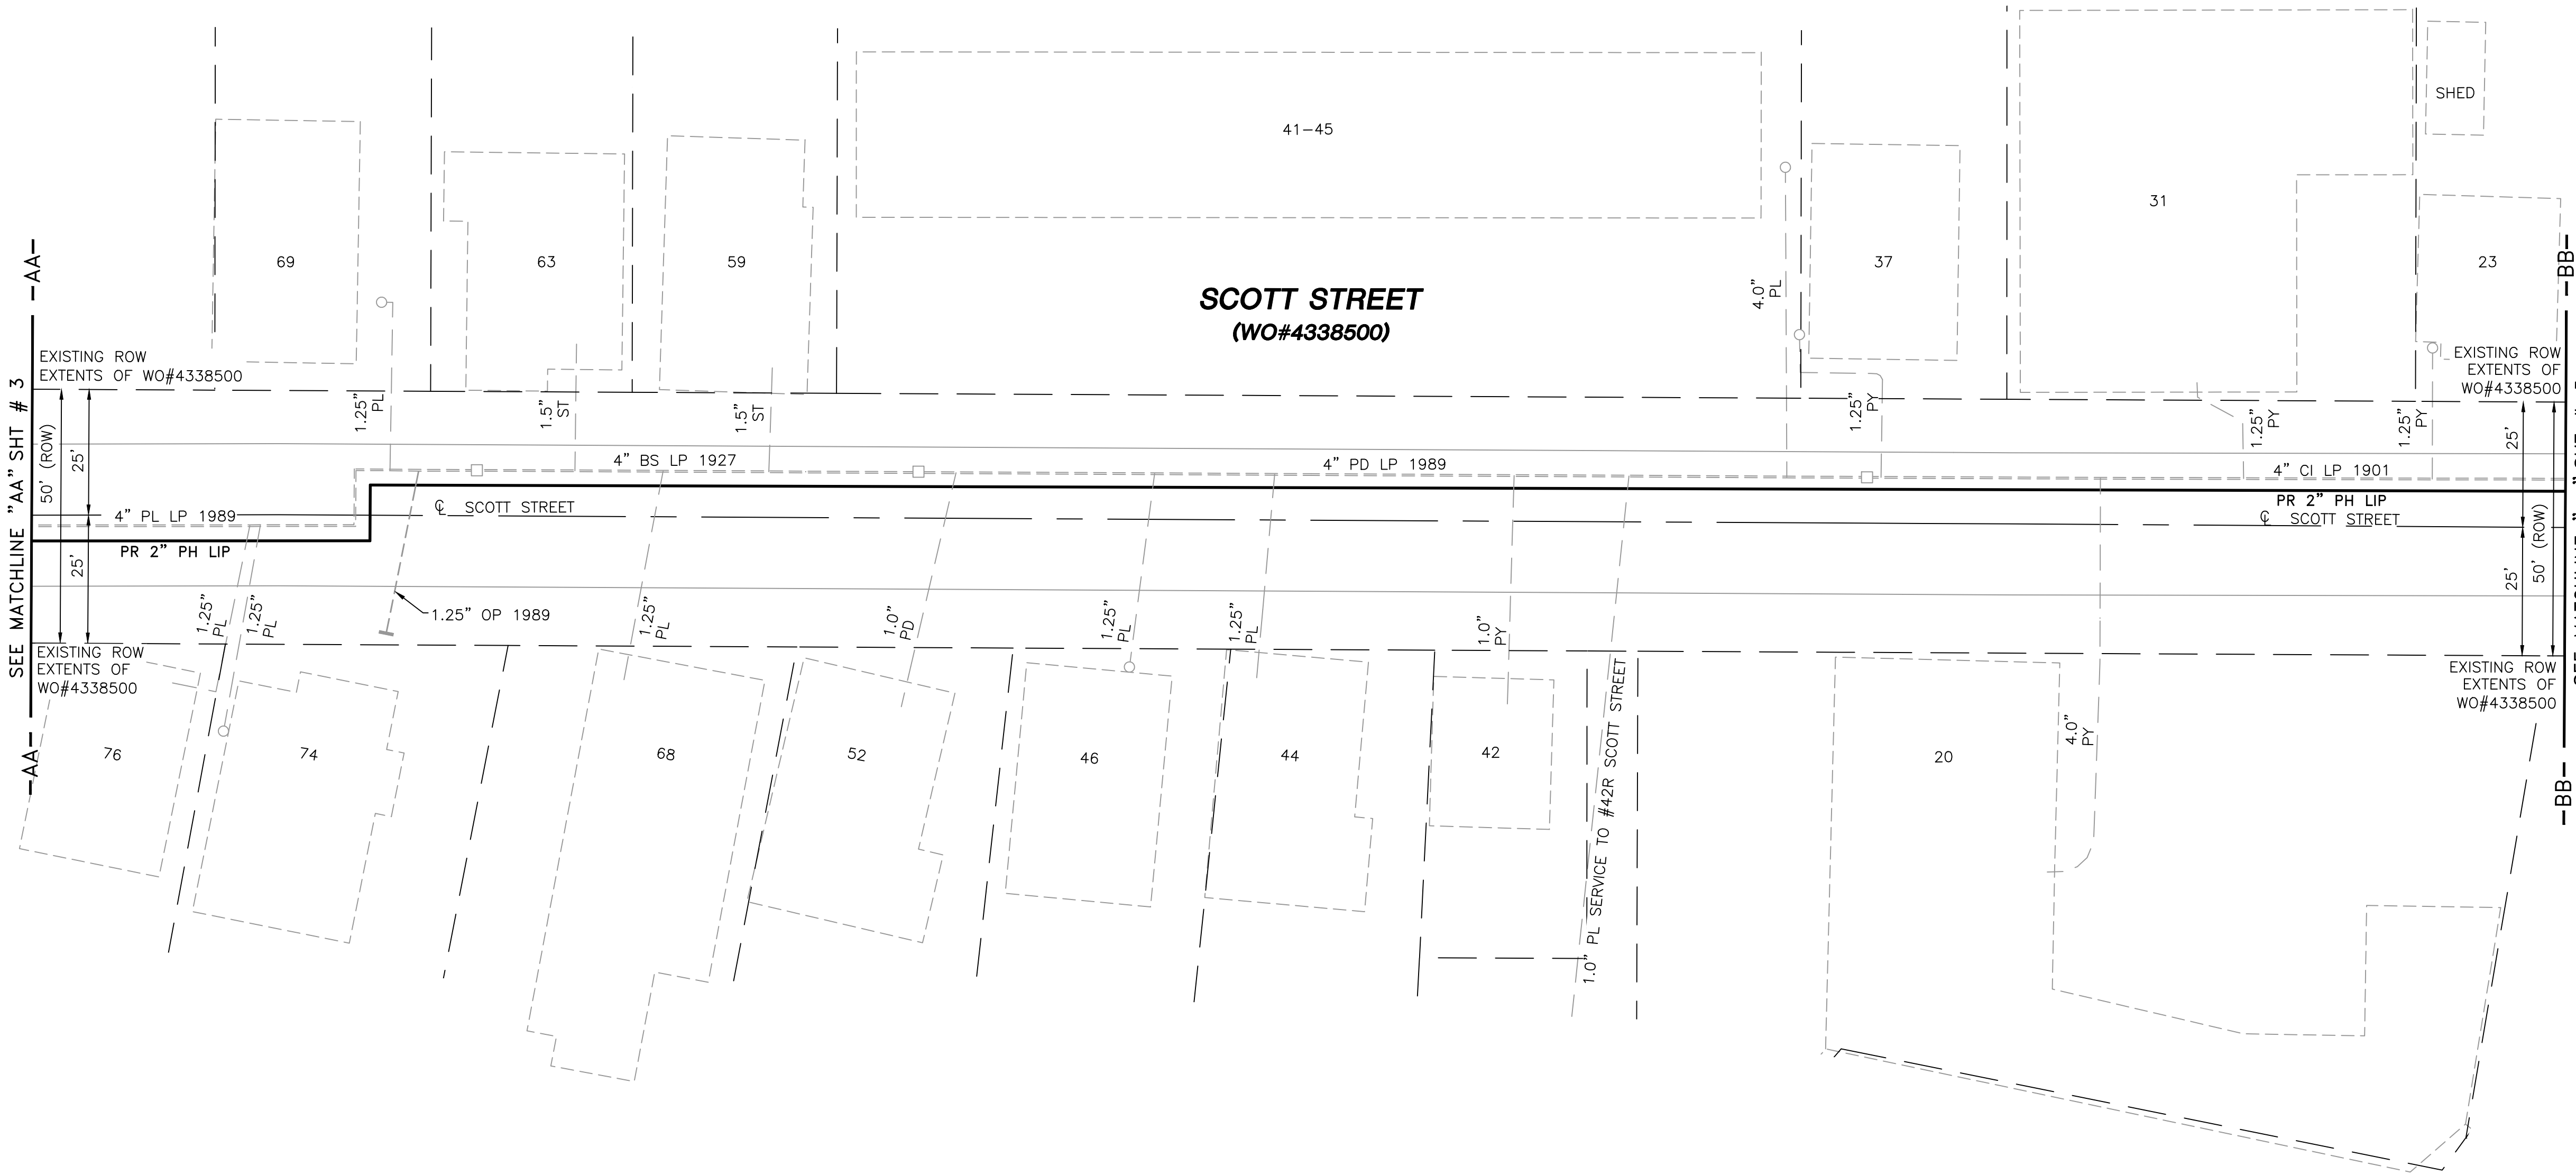 SHED
41-45
31
69
63
59
37
23
SCOTT STREET
(WO#4338500)
4.0"
PL
-AA-
-BB-
EXISTING ROW
EXTENTS OF WO#4338500
EXISTING ROW
EXTENTS OF
WO#4338500
SEE MATCHLINE "AA" SHT # 3
50' (ROW)
25'
25'
1.25"
PL
1.5"
ST
1.5"
ST
1.25"
PY
1.25"
PY
1.25"
PY
25'
25'
50' (ROW)
4" BS LP 1927
4" PD LP 1989
4" CI LP 1901
4" PL LP 1989
℄ SCOTT STREET
PR 2" PH LIP
℄ SCOTT STREET
PR 2" PH LIP
1.25"
PL
1.25"
PL
1.25" OP 1989
1.25"
PL
1.0"
PD
1.25"
PL
1.25"
PL
1.0"
PY
EXISTING ROW
EXTENTS OF
WO#4338500
EXISTING ROW
EXTENTS OF
WO#4338500
1.0" PL SERVICE TO #42R SCOTT STREET
4.0"
PY
76
74
68
52
46
44
42
20
-AA-
-BB-